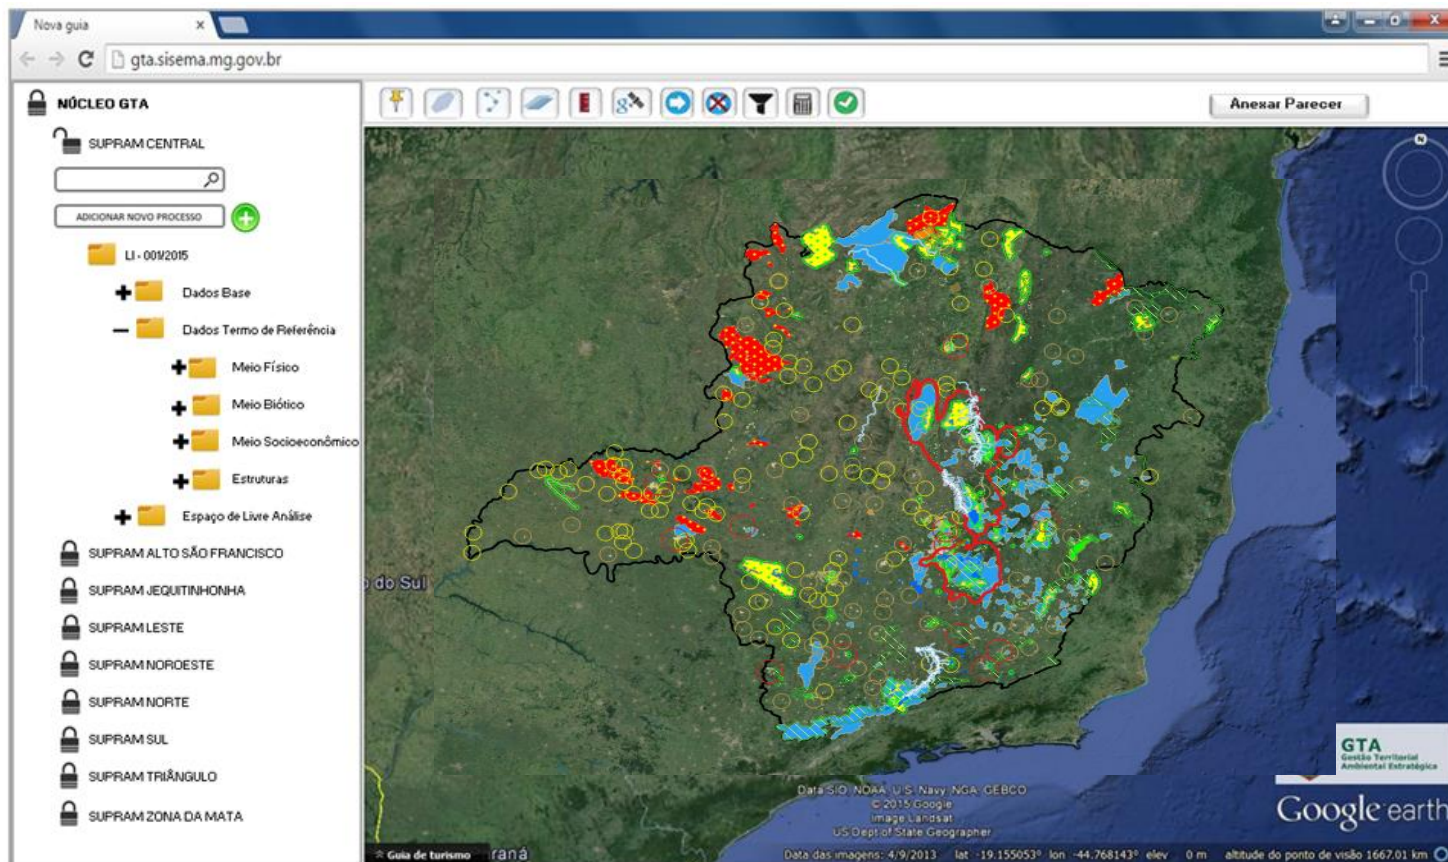 Nova guia
gta.sisema.mg.gov.br
NÚCLEO GTA
SUPRAM CENTRAL
ADICIONAR NOVO PROCESSO
LI - 001/2015
Dados Base
Dados Termo de Referência
Meio Físico
Meio Biótico
Meio Socioeconômico
Estruturas
Espaço de Livre Análise
SUPRAM ALTO SÃO FRANCISCO
SUPRAM JEQUITINHONHA
SUPRAM LESTE
SUPRAM NOROESTE
SUPRAM NORTE
SUPRAM SUL
SUPRAM TRIÂNGULO
SUPRAM ZONA DA MATA
g
Anexar Parecer
N
o do Sul
GTA
Gestão Territorial
Ambiental Estratégica
Data SIO, NOAA, U.S. Navy, NGA, GEBCO
© 2015 Google
Image Landsat
US Dept of State Geographer
Google earth
Guia de turismo
raná
Data das imagens: 4/9/2013 lat -19.155053° lon -44.768143° elev 0 m altitude do ponto de visão 1667.01 km